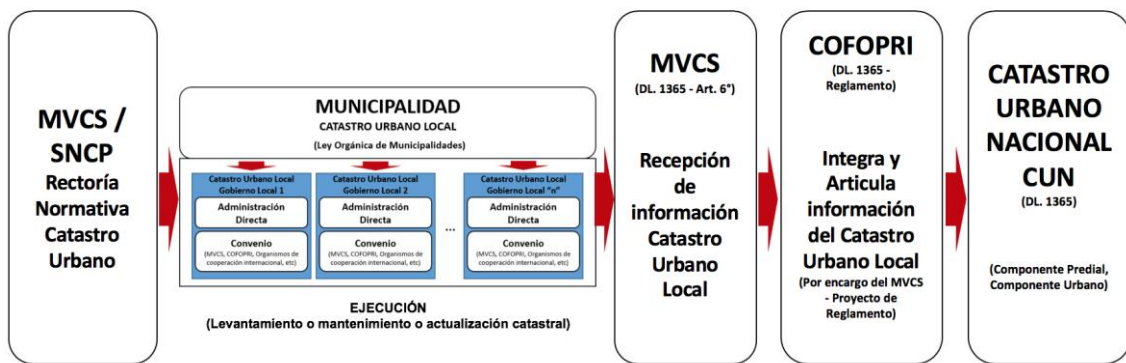 MVCS /
SNCP
Rectoría
Normativa
Catastro
Urbano
MUNICIPALIDAD
CATASTRO URBANO LOCAL
(Ley Orgánica de Municipalidades)
Catastro Urbano Local
Gobierno Local 1
Administración
Directa
Convenio
(MVCS, COFOPRI, Organismos de
cooperación internacional, etc)
Catastro Urbano Local
Gobierno Local 2
Administración
Directa
Convenio
(MVCS, COFOPRI, Organismos de
cooperación internacional, etc)
...
Catastro Urbano Local
Gobierno Local "n"
Administración
Directa
Convenio
(MVCS, COFOPRI, Organismos de
cooperación internacional, etc)
EJECUCIÓN
(Levantamiento o mantenimiento o actualización catastral)
MVCS
(DL. 1365 - Art. 6°)
Recepción
de
información
Catastro
Urbano
Local
COFOPRI
(DL. 1365 -
Reglamento)
Integra y
Articula
información
del Catastro
Urbano Local
(Por encargo del MVCS
- Proyecto de
Reglamento)
CATASTRO
URBANO
NACIONAL
CUN
(DL. 1365)
(Componente Predial,
Componente Urbano)